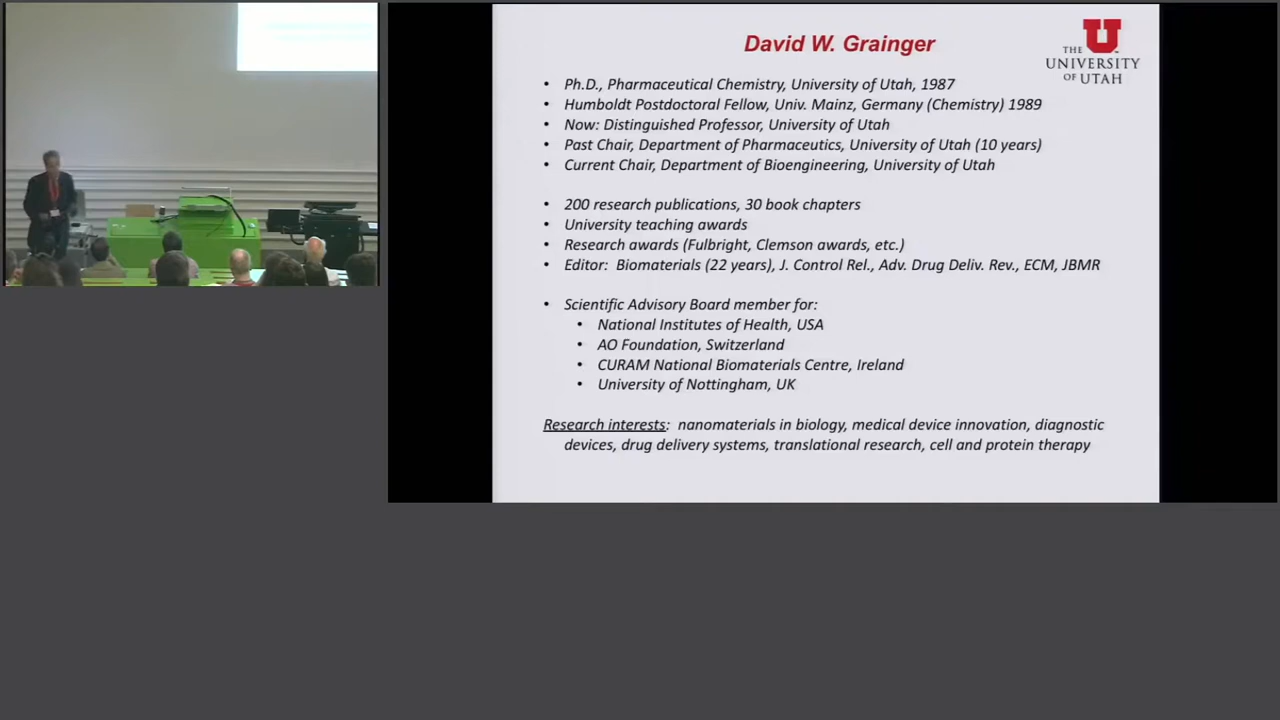 David W. Grainger
THE
UNIVERSITY
OF UTAH
• Ph.D., Pharmaceutical Chemistry, University of Utah, 1987
• Humboldt Postdoctoral Fellow, Univ. Mainz, Germany (Chemistry) 1989
• Now: Distinguished Professor, University of Utah
• Past Chair, Department of Pharmaceutics, University of Utah (10 years)
• Current Chair, Department of Bioengineering, University of Utah
• 200 research publications, 30 book chapters
• University teaching awards
• Research awards (Fulbright, Clemson awards, etc.)
• Editor: Biomaterials (22 years), J. Control Rel., Adv. Drug Deliv. Rev., ECM, JBMR
• Scientific Advisory Board member for:
• National Institutes of Health, USA
• AO Foundation, Switzerland
• CURAM National Biomaterials Centre, Ireland
• University of Nottingham, UK
Research interests: nanomaterials in biology, medical device innovation, diagnostic
devices, drug delivery systems, translational research, cell and protein therapy